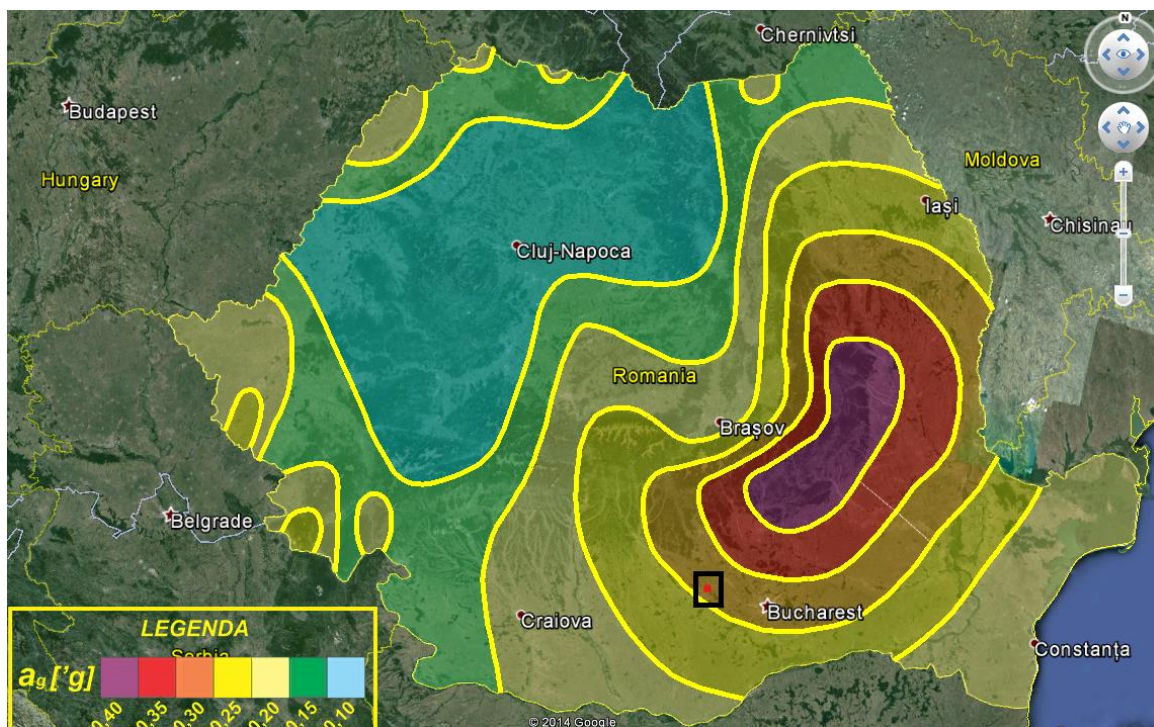 Chernivtsi
N
Budapest
Hungary
Moldova
Iași
Chisinau
Cluj-Napoca
Romania
Brașov
Belgrade
Craiova
Bucharest
Constanța
LEGENDA
Serbia
ag ['g]
0,40 0,35 0,30 0,25 0,20 0,15 0,10
© 2014 Google